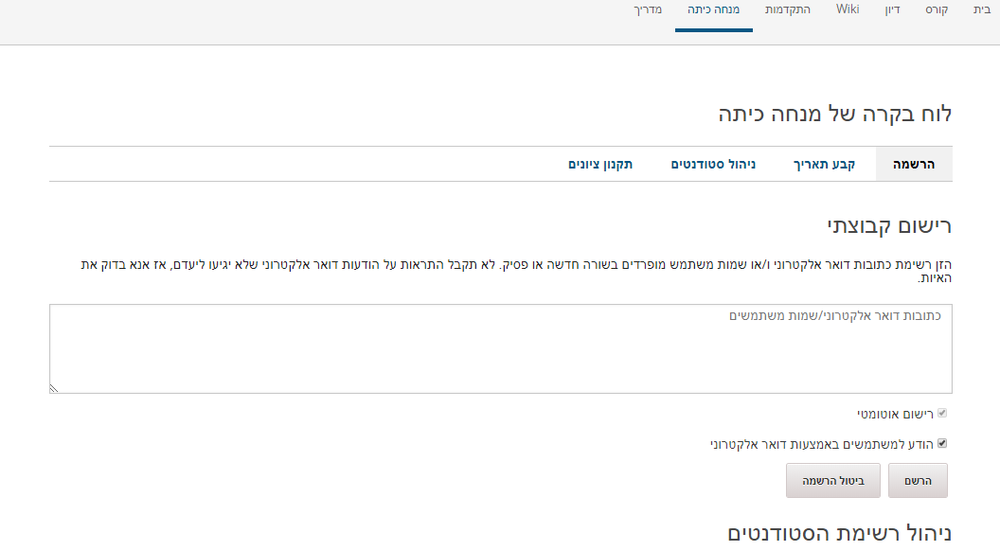 בית קורס דיון Wiki התקדמות מנחה כיתה מדריך
לוח בקרה של מנחה כיתה
הרשמה קבע תאריך ניהול סטודנטים תקנון ציונים
רישום קבוצתי
הזן רשימת כתובות דואר אלקטרוני ו/או שמות משתמש מופרדים בשורה חדשה או פסיק. לא תקבל התראות על הודעות דואר אלקטרוני שלא יגיעו ליעדם, אז אנא בדוק את
האיות.
כתובות דואר אלקטרוני/שמות משתמשים
רישום אוטומטי
הודע למשתמשים באמצעות דואר אלקטרוני
הרשם ביטול הרשמה
ניהול רשימת הסטודנטים